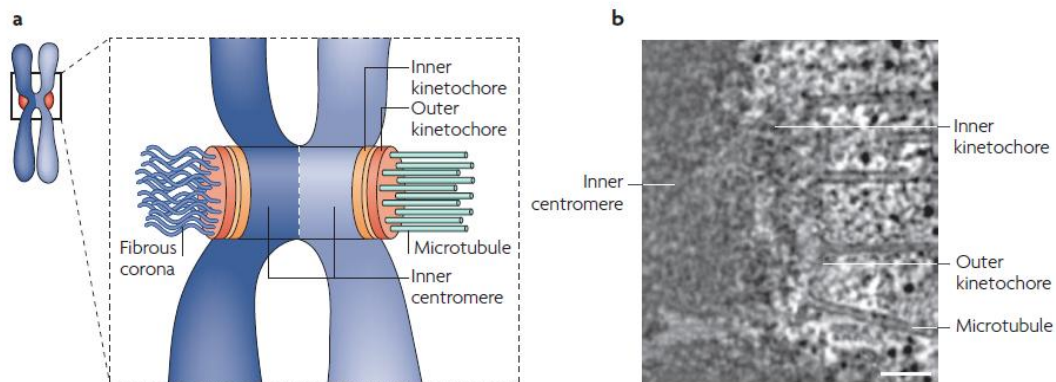 a
Inner
kinetochore
Outer
kinetochore
Fibrous
corona
Microtubule
Inner
centromere
b
Inner
kinetochore
Inner
centromere
Outer
kinetochore
Microtubule